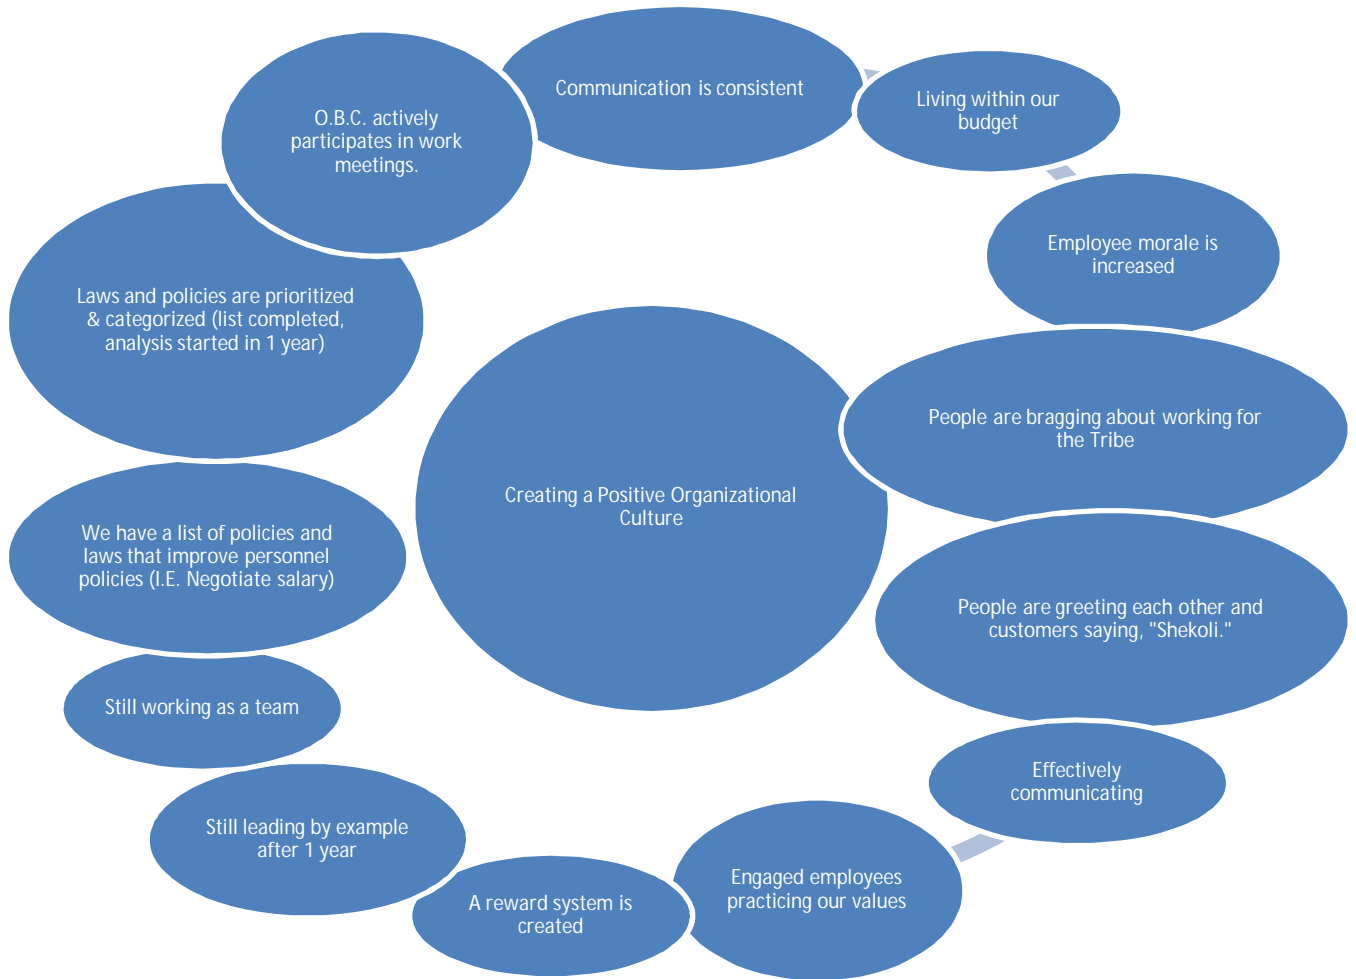 Communication is consistent
Living within our
budget
Employee morale is
increased
People are bragging about working for
the Tribe
People are greeting each other and
customers saying, "Shekoli."
Effectively
communicating
Engaged employees
practicing our values
A reward system is
created
Still leading by example
after 1 year
Still working as a team
We have a list of policies and
laws that improve personnel
policies (I.E. Negotiate salary)
Laws and policies are prioritized
& categorized (list completed,
analysis started in 1 year)
O.B.C. actively
participates in work
meetings.
Creating a Positive Organizational
Culture